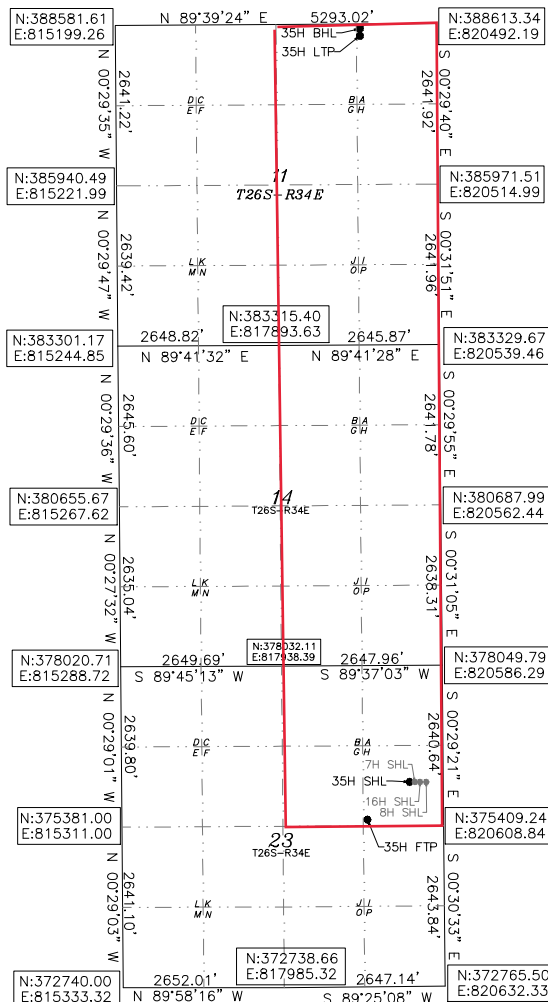 N:388581.61
E:815199.26
N 89°39'24" E
5293.02'
N:388613.34
E:820492.19
35H BHL
35H LTP
N 00°29'35" W
2641.22'
D C
E F
B A
G H
2641.92'
S 00°29'40" E
N:385940.49
E:815221.99
11
T26S-R34E
N:385971.51
E:820514.99
N 00°29'47" W
2639.42'
L K
M N
J I
O P
2641.96'
S 00°31'51" E
N:383315.40
E:817893.63
N:383301.17
E:815244.85
2648.82'
N 89°41'32" E
2645.87'
N 89°41'28" E
N:383329.67
E:820539.46
N 00°29'36" W
2645.60'
D C
E F
B A
G H
2641.78'
S 00°29'55" E
N:380655.67
E:815267.62
14
T26S-R34E
N:380687.99
E:820562.44
N 00°27'32" W
2635.04'
L K
M N
J I
O P
2638.31'
S 00°31'05" E
N:378032.11
E:817938.39
N:378020.71
E:815288.72
2649.69'
S 89°45'13" W
2647.96'
S 89°37'03" W
N:378049.79
E:820586.29
N 00°29'01" W
2639.80'
D C
E F
B A
G H
2640.64'
S 00°29'21" E
7H SHL
35H SHL
16H SHL
8H SHL
N:375381.00
E:815311.00
23
T26S-R34E
35H FTP
N:375409.24
E:820608.84
N 00°29'03" W
2641.10'
L K
M N
J I
O P
2643.84'
S 00°30'33" E
N:372738.66
E:817985.32
N:372740.00
E:815333.32
2652.01'
N 89°58'16" W
2647.14'
S 89°25'08" W
N:372765.50
E:820632.33